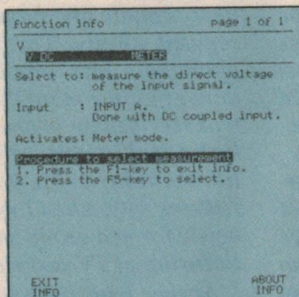 function info page 1 of 1
V
V DC METER
Select to: measure the direct voltage
of the input signal.
Input : INPUT A.
Done with DC coupled input.
Activates: Meter mode.
Procedure to select measurement
1. Press the F1-key to exit info.
2. Press the F5-key to select.
EXIT ABOUT
INFO INFO